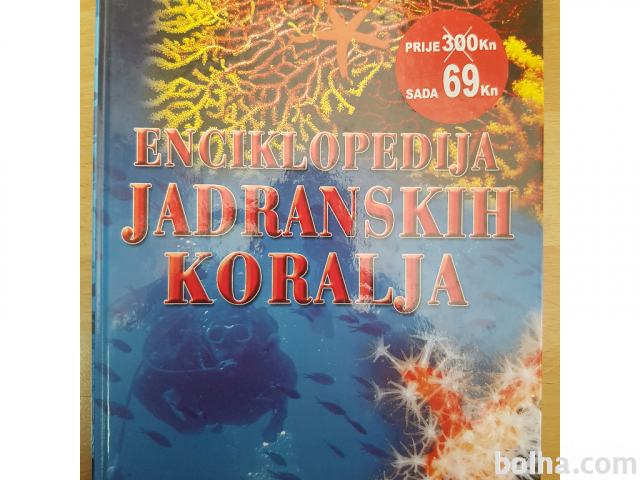 PRIJE 300Kn
SADA 69Kn
ENCIKLOPEDIJA
JADRANSKIH
KORALJA
bolha.com